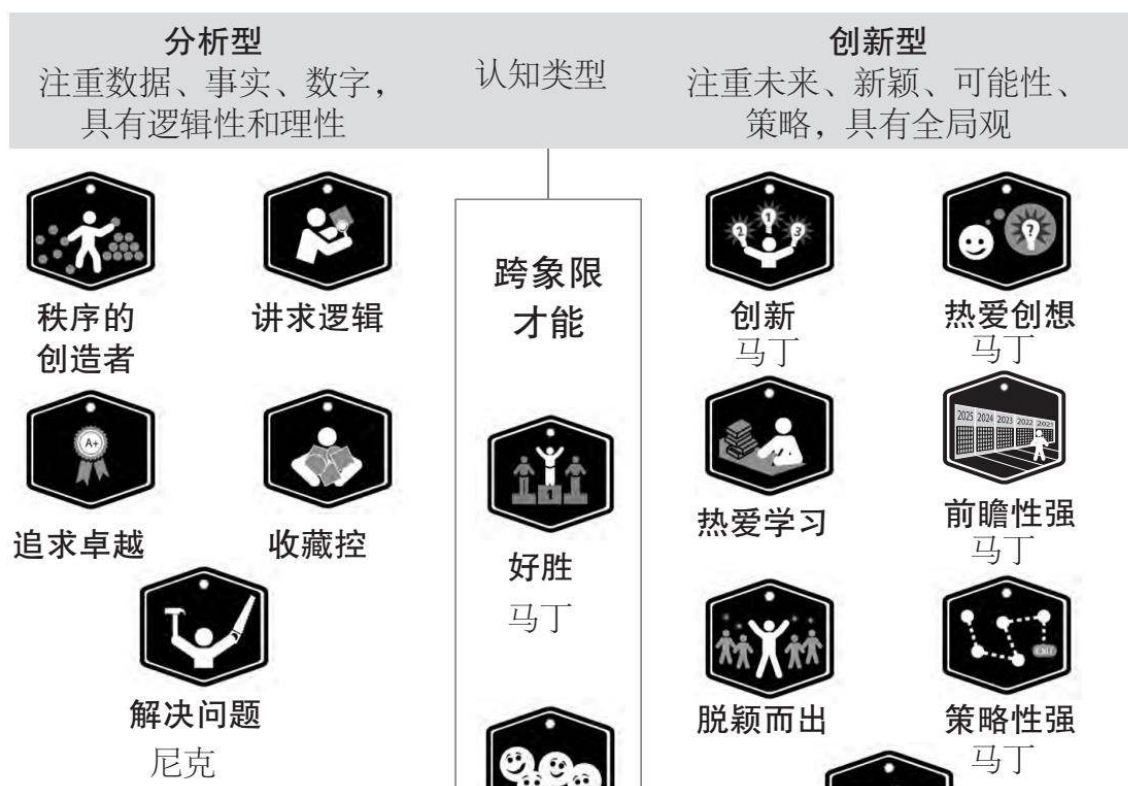 分析型
注重数据、事实、数字，
具有逻辑性和理性
认知类型
创新型
注重未来、新颖、可能性、
策略，具有全局观
秩序的
创造者
讲求逻辑
A+
追求卓越
收藏控
解决问题
尼克
跨象限
才能
1
好胜
马丁
2 1 3
创新
马丁
?
热爱创想
马丁
热爱学习
2025 2024 2023 2022 2021
前瞻性强
马丁
脱颖而出
EXIT
策略性强
马丁